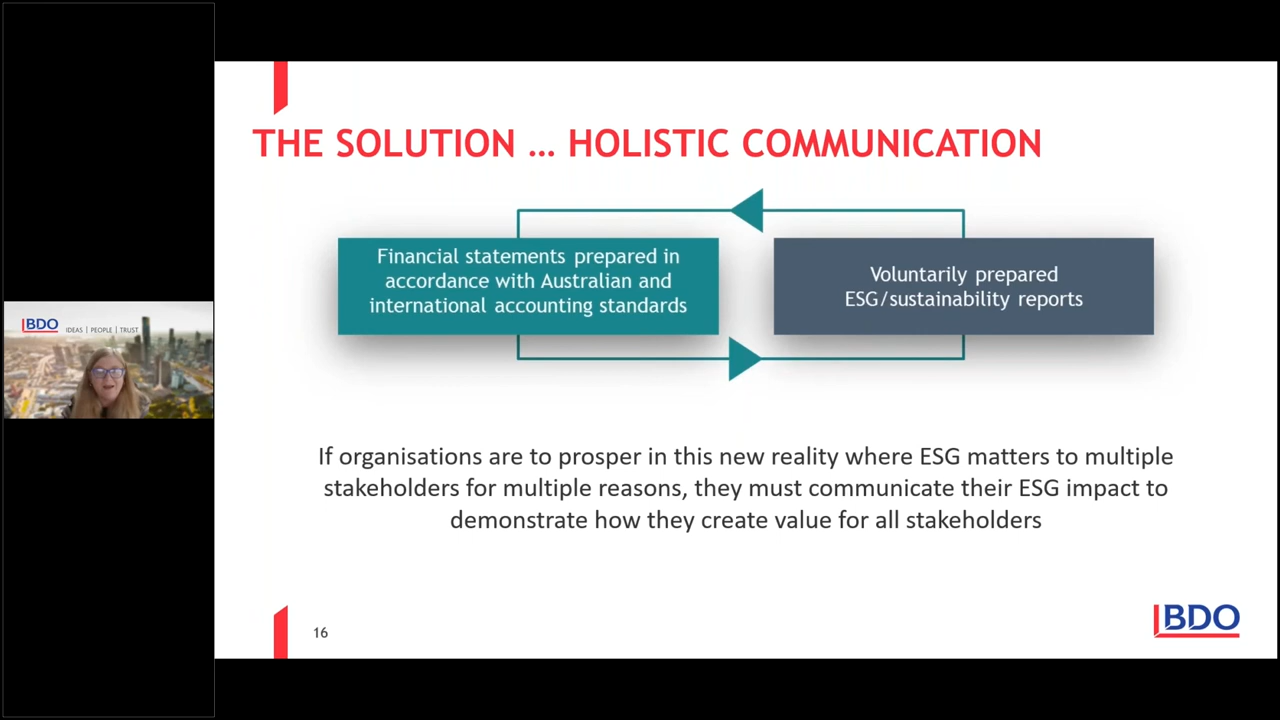 BDO
IDEAS | PEOPLE | TRUST
THE SOLUTION ... HOLISTIC COMMUNICATION
Financial statements prepared in
accordance with Australian and
international accounting standards
Voluntarily prepared
ESG/sustainability reports
If organisations are to prosper in this new reality where ESG matters to multiple
stakeholders for multiple reasons, they must communicate their ESG impact to
demonstrate how they create value for all stakeholders
16
BDO